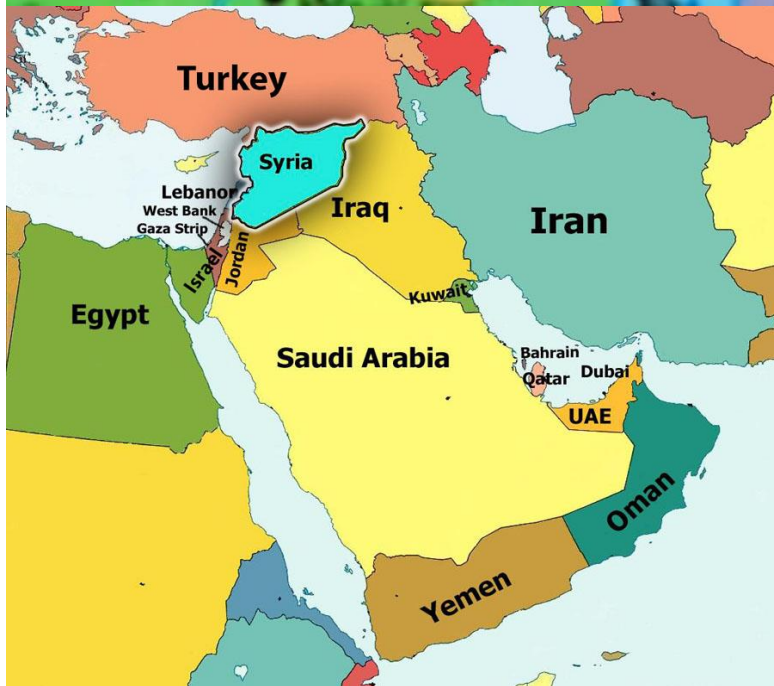 Turkey
Syria
Lebanon
West Bank
Gaza Strip
Israel
Jordan
Iraq
Iran
Kuwait
Egypt
Saudi Arabia
Bahrain
Qatar
Dubai
UAE
Oman
Yemen